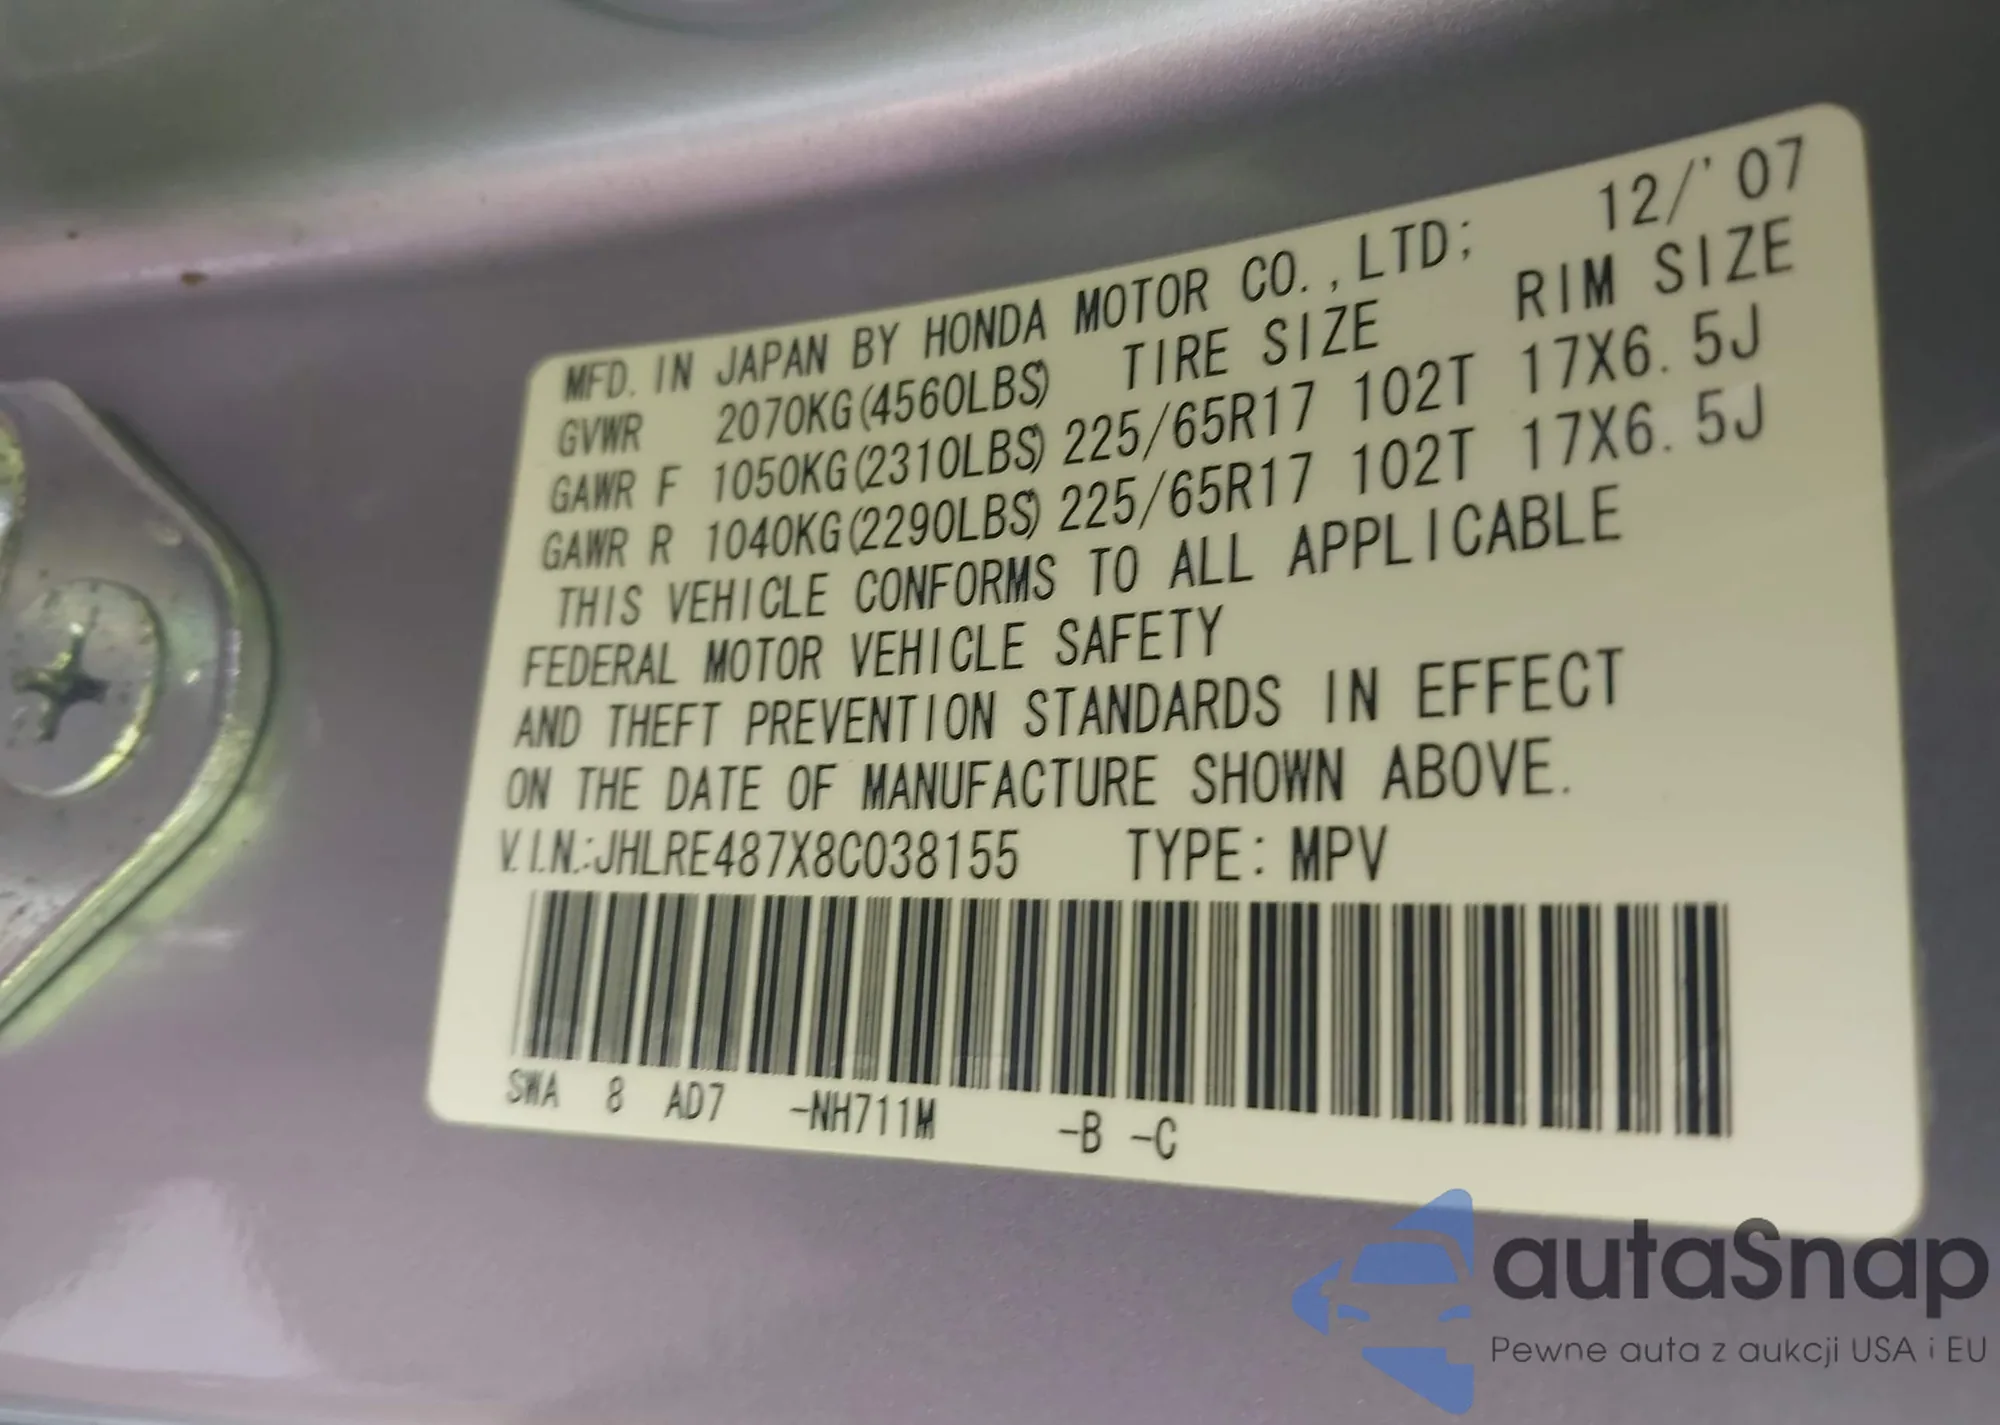 MFD. IN JAPAN BY HONDA MOTOR CO.,LTD; 12/'07
GVWR 2070KG(4560LBS) TIRE SIZE RIM SIZE
GAWR F 1050KG(2310LBS) 225/65R17 102T 17X6.5J
GAWR R 1040KG(2290LBS) 225/65R17 102T 17X6.5J
THIS VEHICLE CONFORMS TO ALL APPLICABLE
FEDERAL MOTOR VEHICLE SAFETY
AND THEFT PREVENTION STANDARDS IN EFFECT
ON THE DATE OF MANUFACTURE SHOWN ABOVE.
V.I.N.:JHLRE487X8C038155 TYPE: MPV
SWA 8 AD7 -NH711M -B -C
autaSnap
Pewne auta z aukcji USA i EU